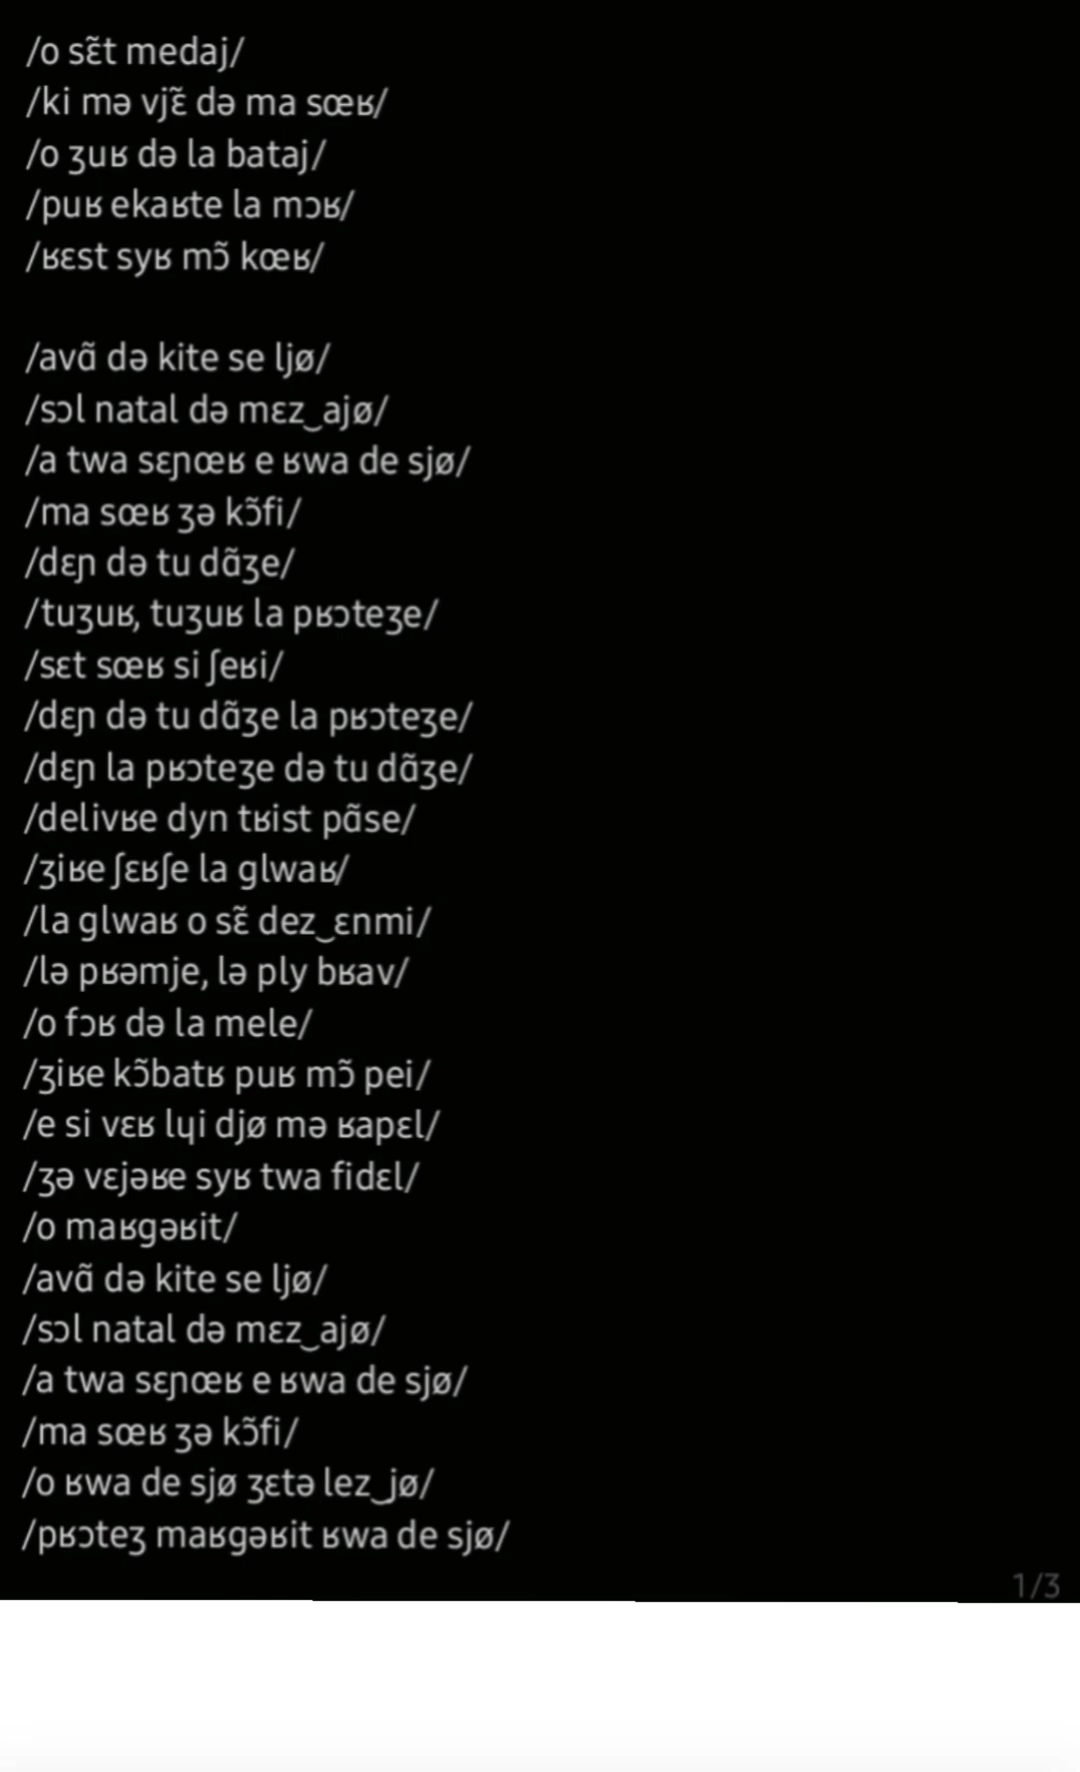 /o sɛ̃t medaj/
/ki mə vjɛ̃ də ma sœʁ/
/o ʒuʁ də la bataj/
/puʁ ekaʁte la mɔʁ/
/ʁɛst syʁ mɔ̃ kœʁ/
/avɑ̃ də kite se ljø/
/sɔl natal də mɛz‿ajø/
/a twa sɛɲœʁ e ʁwa de sjø/
/ma sœʁ ʒə kɔ̃fi/
/dɛɲ də tu dɑ̃ʒe/
/tuʒuʁ, tuʒuʁ la pʁɔteʒe/
/sɛt sœʁ si ʃeʁi/
/dɛɲ də tu dɑ̃ʒe la pʁɔteʒe/
/dɛɲ la pʁɔteʒe də tu dɑ̃ʒe/
/delivʁe dyn tʁist pɑ̃se/
/ʒiʁe ʃɛʁʃe la glwaʁ/
/la glwaʁ o sɛ̃ dez‿ɛnmi/
/lə pʁəmje, lə ply bʁav/
/o fɔʁ də la mele/
/ʒiʁe kɔ̃batʁ puʁ mɔ̃ pei/
/e si vɛʁ lɥi djø mə ʁapɛl/
/ʒə vɛjəʁe syʁ twa fidɛl/
/o maʁgəʁit/
/avɑ̃ də kite se ljø/
/sɔl natal də mɛz‿ajø/
/a twa sɛɲœʁ e ʁwa de sjø/
/ma sœʁ ʒə kɔ̃fi/
/o ʁwa de sjø ʒɛtə lez‿jø/
/pʁɔteʒ maʁgəʁit ʁwa de sjø/
1/3